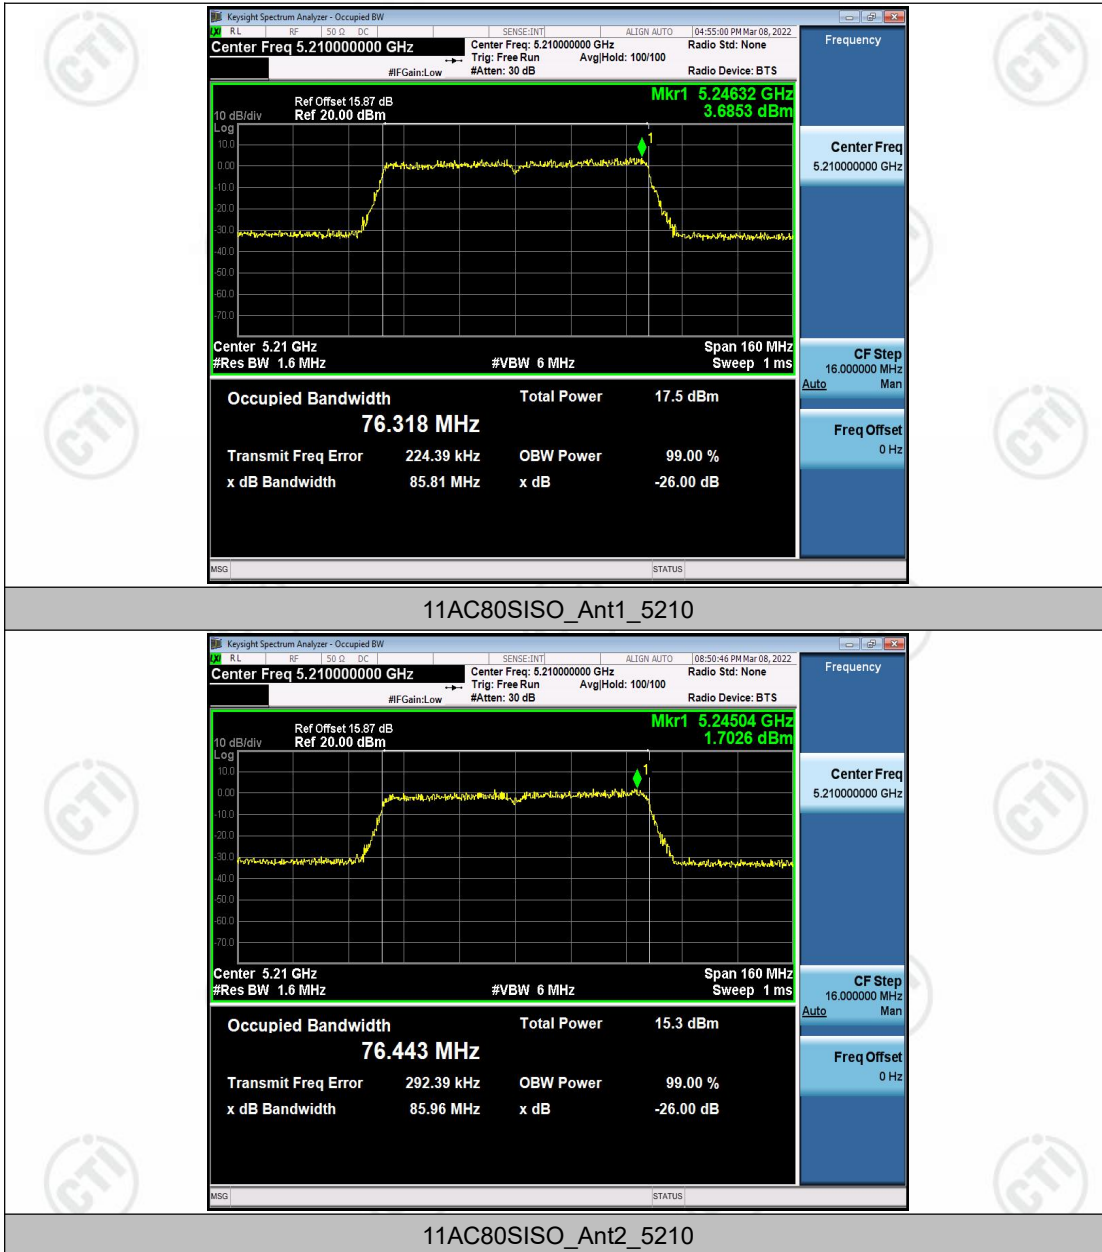 Keysight Spectrum Analyzer - Occupied BW
LXI RL RF 50 Ω DC SENSE:INT ALIGN AUTO 04:55:00 PM Mar 08, 2022
Center Freq 5.210000000 GHz Center Freq: 5.210000000 GHz Radio Std: None
Trig: Free Run Avg|Hold: 100/100
#IFGain:Low #Atten: 30 dB Radio Device: BTS
Frequency
Mkr1 5.24632 GHz
3.6853 dBm
Ref Offset 15.87 dB
10 dB/div Ref 20.00 dBm
Log
10.0
0.00
-10.0
-20.0
-30.0
-40.0
-50.0
-60.0
-70.0
1
Center 5.21 GHz Span 160 MHz
#Res BW 1.6 MHz #VBW 6 MHz Sweep 1 ms
Occupied Bandwidth Total Power 17.5 dBm
76.318 MHz
Transmit Freq Error 224.39 kHz OBW Power 99.00 %
x dB Bandwidth 85.81 MHz x dB -26.00 dB
Center Freq
5.210000000 GHz
CF Step
16.000000 MHz
Auto Man
Freq Offset
0 Hz
MSG STATUS
11AC80SISO_Ant1_5210
Keysight Spectrum Analyzer - Occupied BW
LXI RL RF 50 Ω DC SENSE:INT ALIGN AUTO 08:50:46 PM Mar 08, 2022
Center Freq 5.210000000 GHz Center Freq: 5.210000000 GHz Radio Std: None
Trig: Free Run Avg|Hold: 100/100
#IFGain:Low #Atten: 30 dB Radio Device: BTS
Frequency
Mkr1 5.24504 GHz
1.7026 dBm
Ref Offset 15.87 dB
10 dB/div Ref 20.00 dBm
Log
10.0
0.00
-10.0
-20.0
-30.0
-40.0
-50.0
-60.0
-70.0
1
Center 5.21 GHz Span 160 MHz
#Res BW 1.6 MHz #VBW 6 MHz Sweep 1 ms
Occupied Bandwidth Total Power 15.3 dBm
76.443 MHz
Transmit Freq Error 292.39 kHz OBW Power 99.00 %
x dB Bandwidth 85.96 MHz x dB -26.00 dB
Center Freq
5.210000000 GHz
CF Step
16.000000 MHz
Auto Man
Freq Offset
0 Hz
MSG STATUS
11AC80SISO_Ant2_5210
CTI
CTI
CTI
CTI
CTI
CTI
CTI
CTI